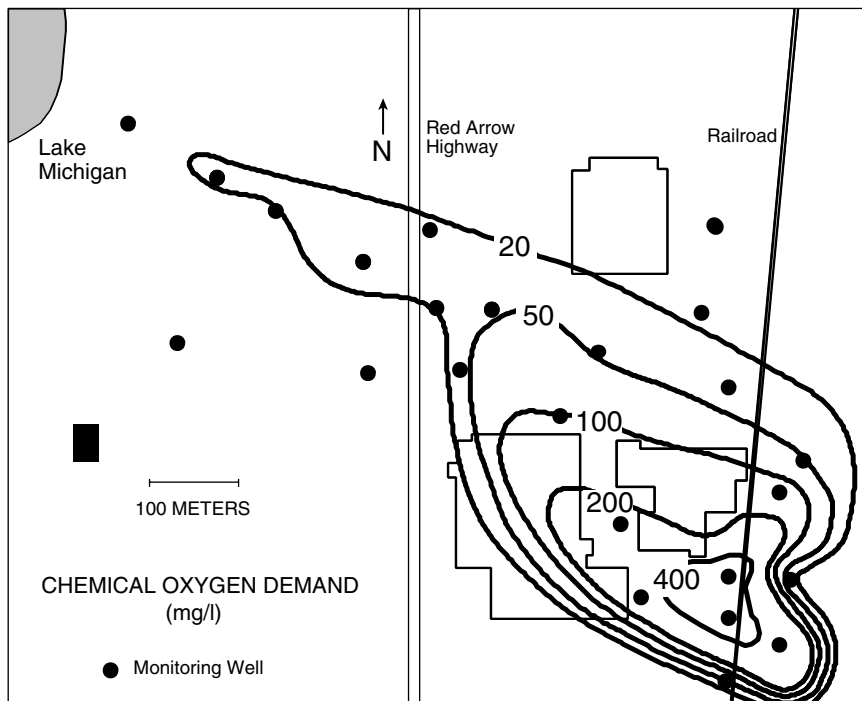 Lake
Michigan
N
Red Arrow
Highway
Railroad
20
50
100
200
400
100 METERS
CHEMICAL OXYGEN DEMAND
(mg/l)
Monitoring Well